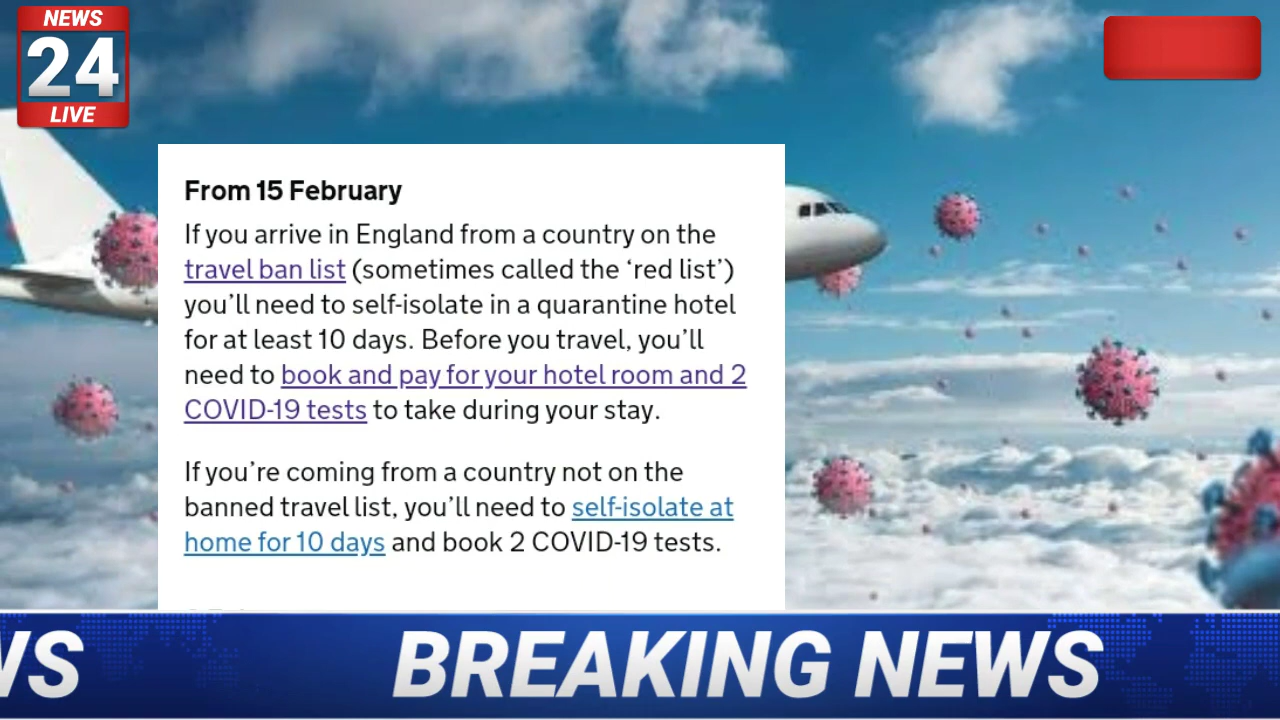 NEWS
24
LIVE
From 15 February
If you arrive in England from a country on the
travel ban list (sometimes called the ‘red list’)
you’ll need to self-isolate in a quarantine hotel
for at least 10 days. Before you travel, you’ll
need to book and pay for your hotel room and 2
COVID-19 tests to take during your stay.
If you’re coming from a country not on the
banned travel list, you’ll need to self-isolate at
home for 10 days and book 2 COVID-19 tests.
WS BREAKING NEWS